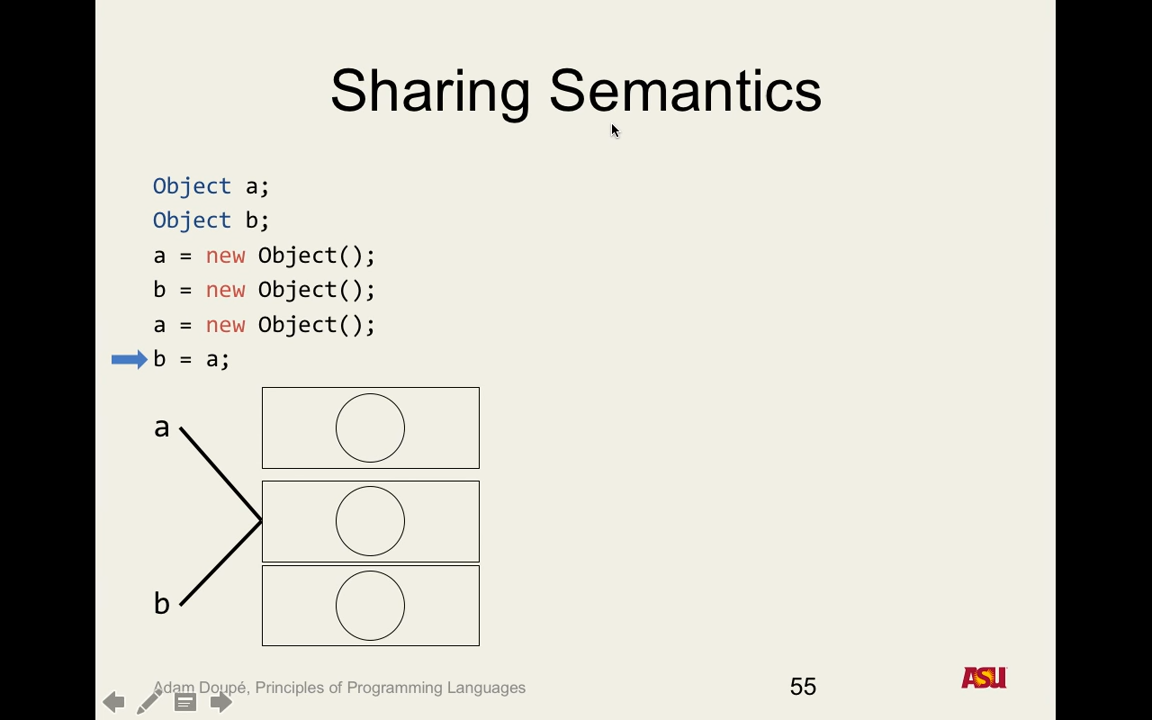 Sharing Semantics
Object a;
Object b;
a = new Object();
b = new Object();
a = new Object();
b = a;
a
b
Adam Doupé, Principles of Programming Languages
55
ASU